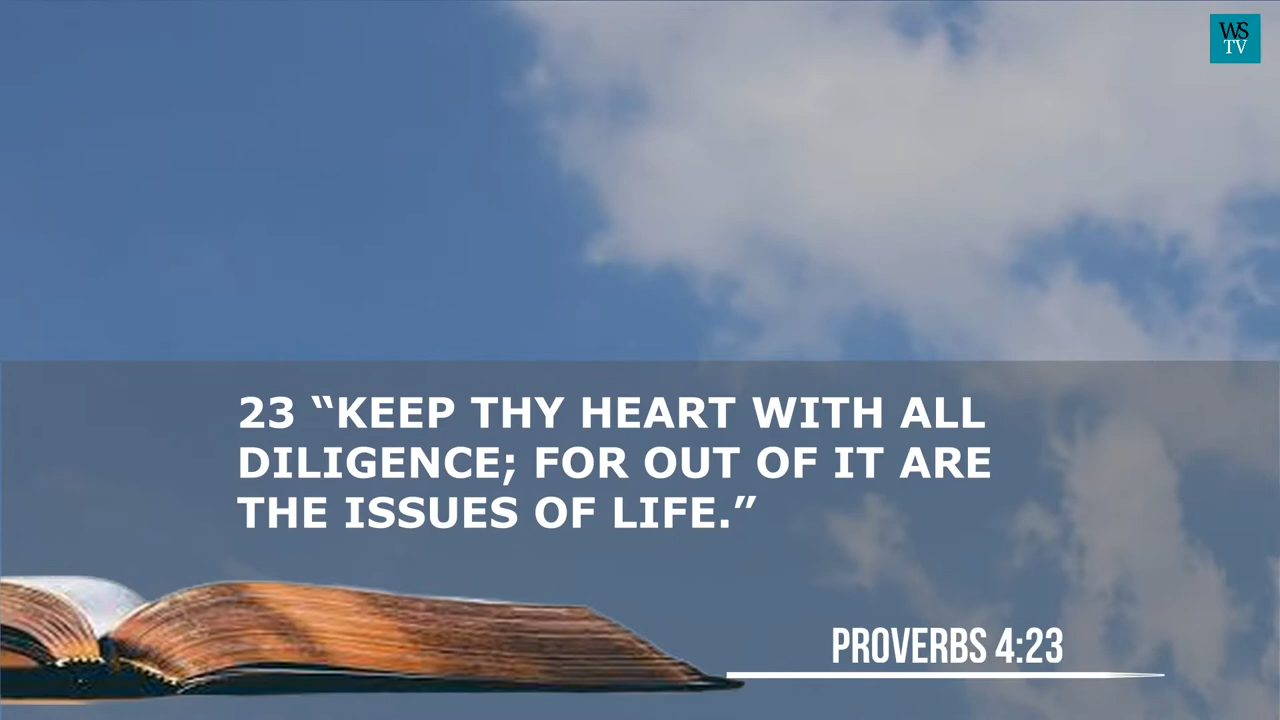 WS
TV
23 “KEEP THY HEART WITH ALL
DILIGENCE; FOR OUT OF IT ARE
THE ISSUES OF LIFE.”
PROVERBS 4:23